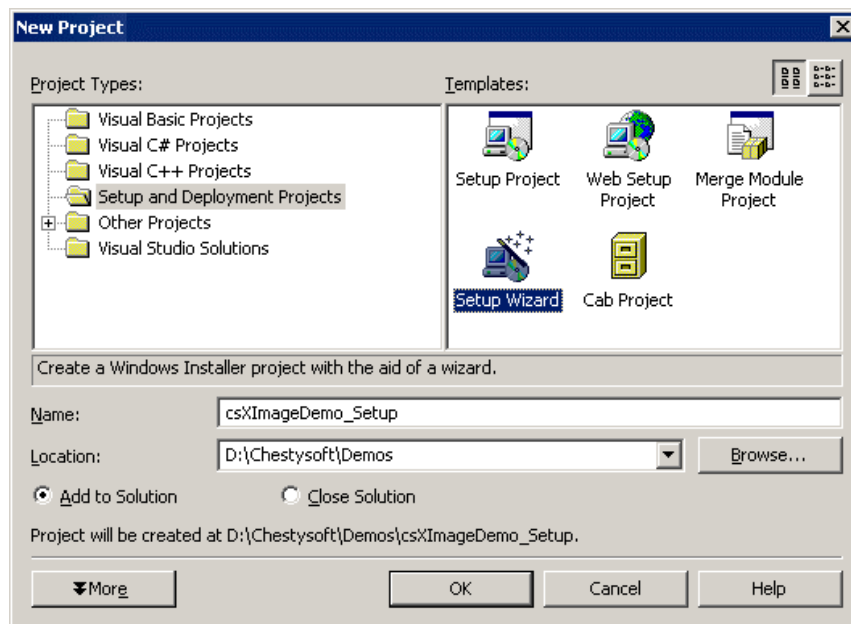 New Project
Project Types:
Templates:
Visual Basic Projects
Visual C# Projects
Visual C++ Projects
Setup and Deployment Projects
Other Projects
Visual Studio Solutions
Setup Project
Web Setup
Project
Merge Module
Project
Setup Wizard
Cab Project
Create a Windows Installer project with the aid of a wizard.
Name:
csXImageDemo_Setup
Location:
D:\Chestysoft\Demos
Browse...
Add to Solution
Close Solution
Project will be created at D:\Chestysoft\Demos\csXImageDemo_Setup.
More
OK
Cancel
Help